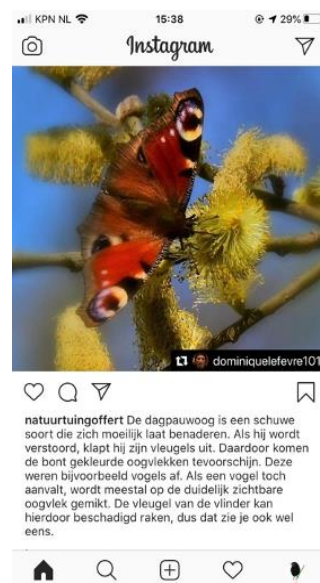 KPN NL 15:38 29%
Instagram
dominiquelefevre101
natuurtuingoffert De dagpauwoog is een schuwe
soort die zich moeilijk laat benaderen. Als hij wordt
verstoord, klapt hij zijn vleugels uit. Daardoor komen
de bont gekleurde oogvlekken tevoorschijn. Deze
weren bijvoorbeeld vogels af. Als een vogel toch
aanvalt, wordt meestal op de duidelijk zichtbare
oogvlek gemikt. De vleugel van de vlinder kan
hierdoor beschadigd raken, dus dat zie je ook wel
eens.